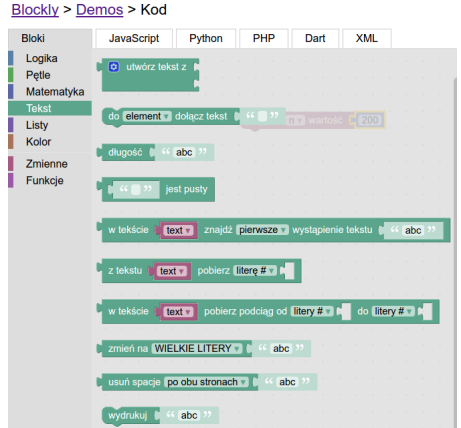 Blockly > Demos > Kod
Bloki JavaScript Python PHP Dart XML
Logika
Pętle
Matematyka
Tekst
Listy
Kolor
Zmienne
Funkcje
utwórz tekst z
do element ▾ dołącz tekst “ ”
n ▾ wartość 200
długość “ abc ”
“ ” jest pusty
w tekście text ▾ znajdź pierwsze ▾ wystąpienie tekstu “ abc ”
z tekstu text ▾ pobierz literę # ▾
w tekście text ▾ pobierz podciąg od litery # ▾ do litery # ▾
zmień na WIELKIE LITERY ▾ “ abc ”
usuń spacje po obu stronach ▾ “ abc ”
wydrukuj “ abc ”